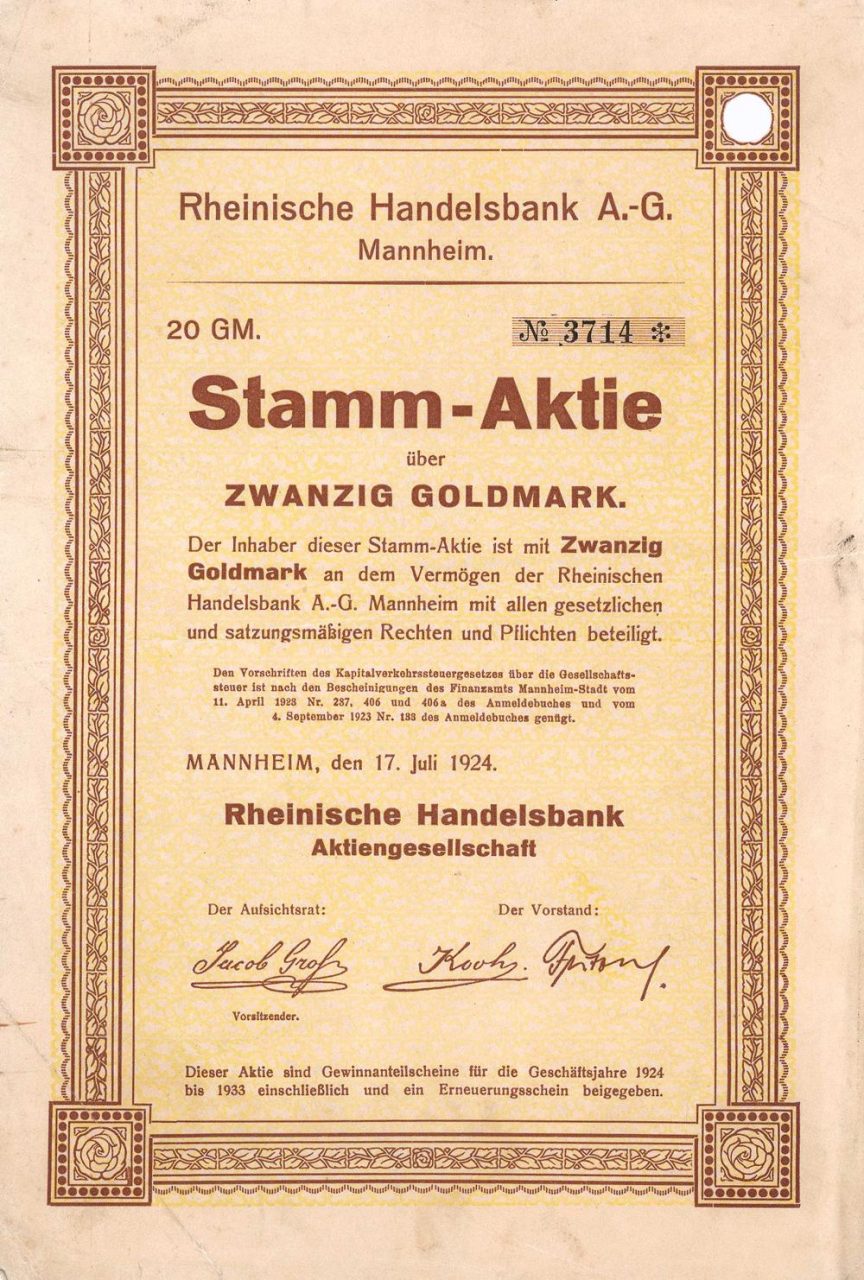 Rheinische Handelsbank A.-G.
Mannheim.
20 GM.
№ 3714 *
Stamm-Aktie
über
ZWANZIG GOLDMARK.
Der Inhaber dieser Stamm-Aktie ist mit Zwanzig
Goldmark an dem Vermögen der Rheinischen
Handelsbank A.-G. Mannheim mit allen gesetzlichen
und satzungsmäßigen Rechten und Pflichten beteiligt.
Den Vorschriften des Kapitalverkehrssteuergesetzes über die Gesellschafts-
steuer ist nach den Bescheinigungen des Finanzamts Mannheim-Stadt vom
11. April 1923 Nr. 237, 406 und 406a des Anmeldebuches und vom
4. September 1923 Nr. 133 des Anmeldebuches genügt.
MANNHEIM, den 17. Juli 1924.
Rheinische Handelsbank
Aktiengesellschaft
Der Aufsichtsrat:
Der Vorstand:
Jacob Groß
Vorsitzender.
Dieser Aktie sind Gewinnanteilscheine für die Geschäftsjahre 1924
bis 1933 einschließlich und ein Erneuerungsschein beigegeben.